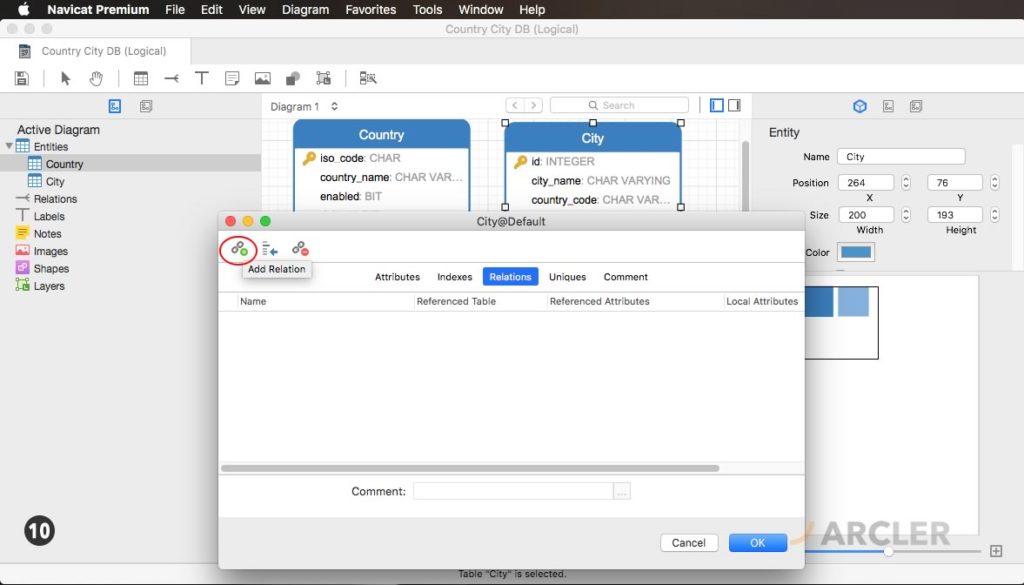 Navicat Premium File Edit View Diagram Favorites Tools Window Help
Country City DB (Logical)
Country City DB (Logical)
Diagram 1
Search
Active Diagram
Entities
Country
City
Relations
Labels
Notes
Images
Shapes
Layers
Country
iso_code: CHAR
country_name: CHAR VAR...
enabled: BIT
City
id: INTEGER
city_name: CHAR VARYING
country_code: CHAR VAR...
Entity
Name City
Position 264 76
X Y
Size 200 193
Width Height
Color
City@Default
Add Relation
Attributes Indexes Relations Uniques Comment
Name Referenced Table Referenced Attributes Local Attributes
Comment:
...
Cancel OK
10
ARCLER
Table "City" is selected.